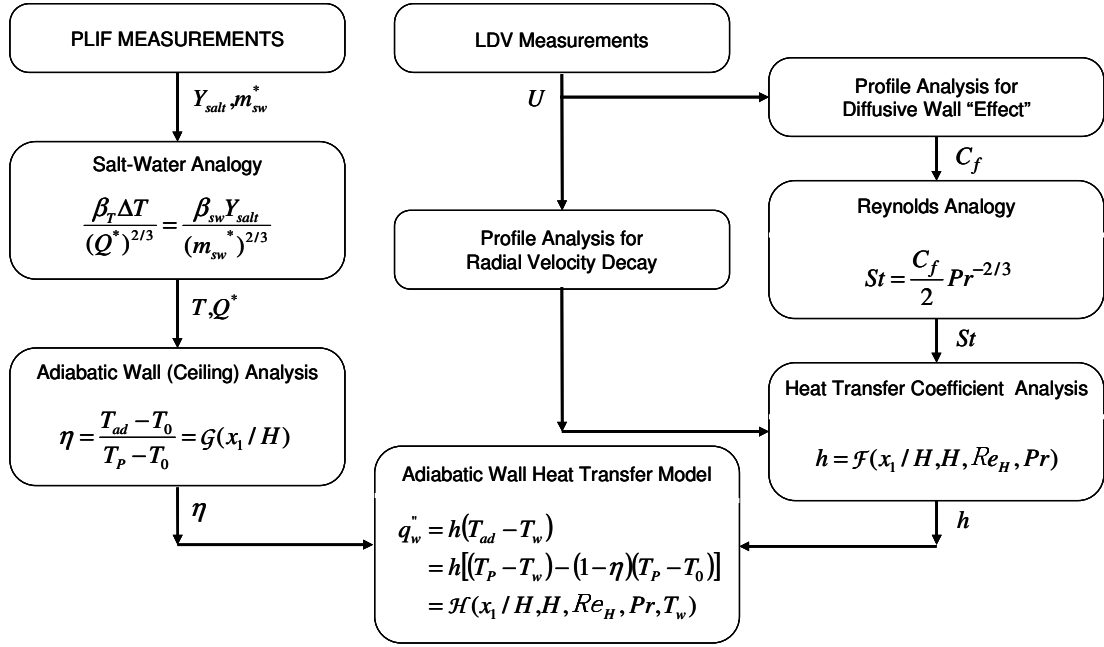 PLIF MEASUREMENTS
Y_salt, m*_sw
Salt-Water Analogy
β_T ΔT / (Q*)^2/3 = β_sw Y_salt / (m_sw*)^2/3
T, Q*
Adiabatic Wall (Ceiling) Analysis
η = (T_ad − T_0) / (T_P − T_0) = 𝒢(x_1 / H)
η
LDV Measurements
U
Profile Analysis for
Radial Velocity Decay
Profile Analysis for
Diffusive Wall “Effect”
C_f
Reynolds Analogy
St = C_f / 2 Pr^−2/3
St
Heat Transfer Coefficient Analysis
h = ℱ(x_1 / H, H, Re_H, Pr)
h
Adiabatic Wall Heat Transfer Model
q"_w = h(T_ad − T_w)
= h[(T_P − T_w) − (1 − η)(T_P − T_0)]
= ℋ(x_1 / H, H, Re_H, Pr, T_w)